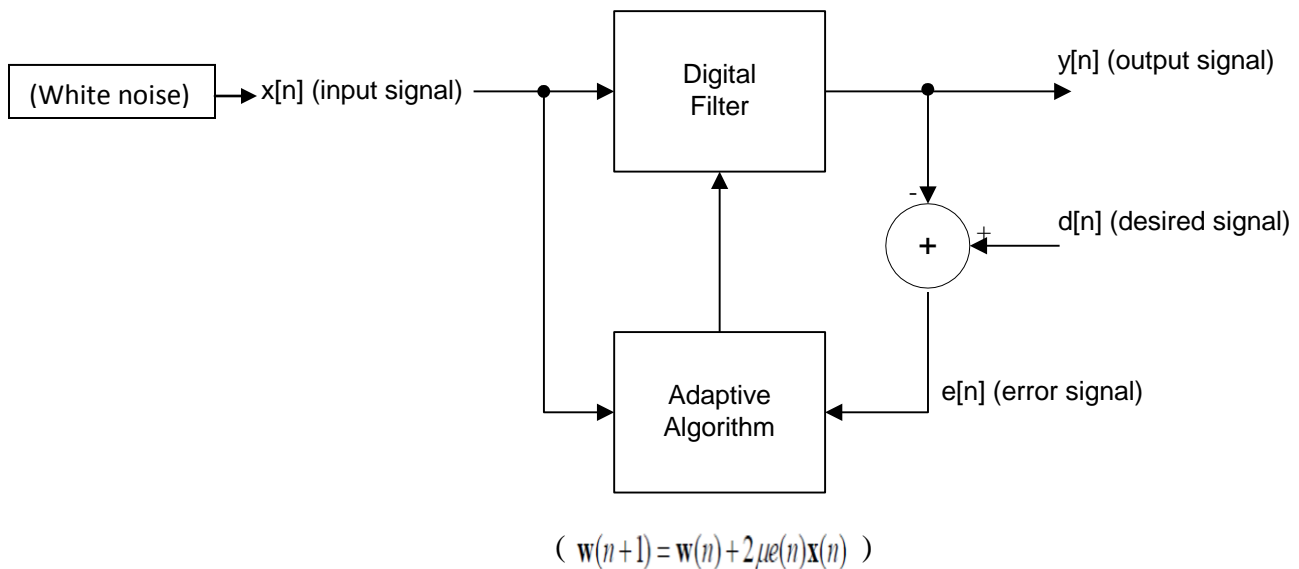 (White noise)
x[n] (input signal)
Digital
Filter
y[n] (output signal)
-
+
+
d[n] (desired signal)
Adaptive
Algorithm
e[n] (error signal)
( w(n+1) = w(n) + 2μe(n)x(n) )